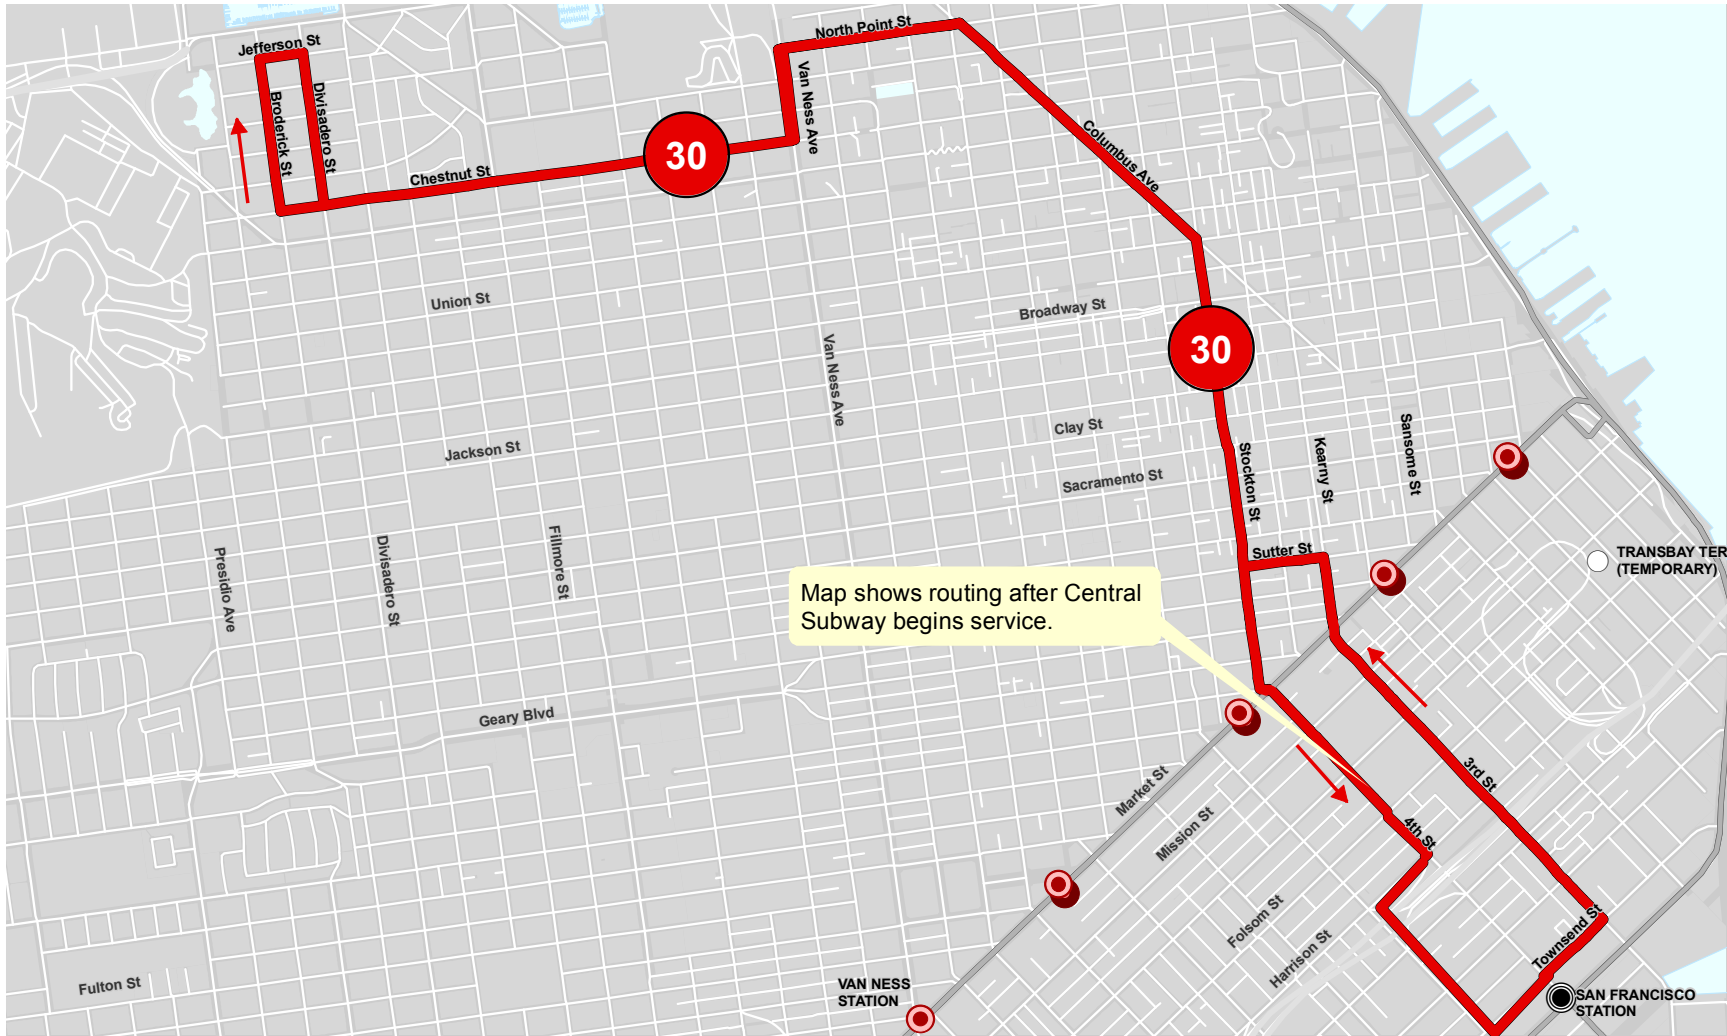 Jefferson St
North Point St
Van Ness Ave
Broderick St
Divisadero St
Chestnut St
30
Columbus Ave
Union St
Broadway St
30
Van Ness Ave
Clay St
Jackson St
Sacramento St
Stockton St
Kearny St
Sansome St
Sutter St
Presidio Ave
Divisadero St
Fillmore St
TRANSBAY TER
(TEMPORARY)
Map shows routing after Central
Subway begins service.
Geary Blvd
Market St
Mission St
3rd St
4th St
Folsom St
Harrison St
Townsend St
Fulton St
VAN NESS
STATION
SAN FRANCISCO
STATION